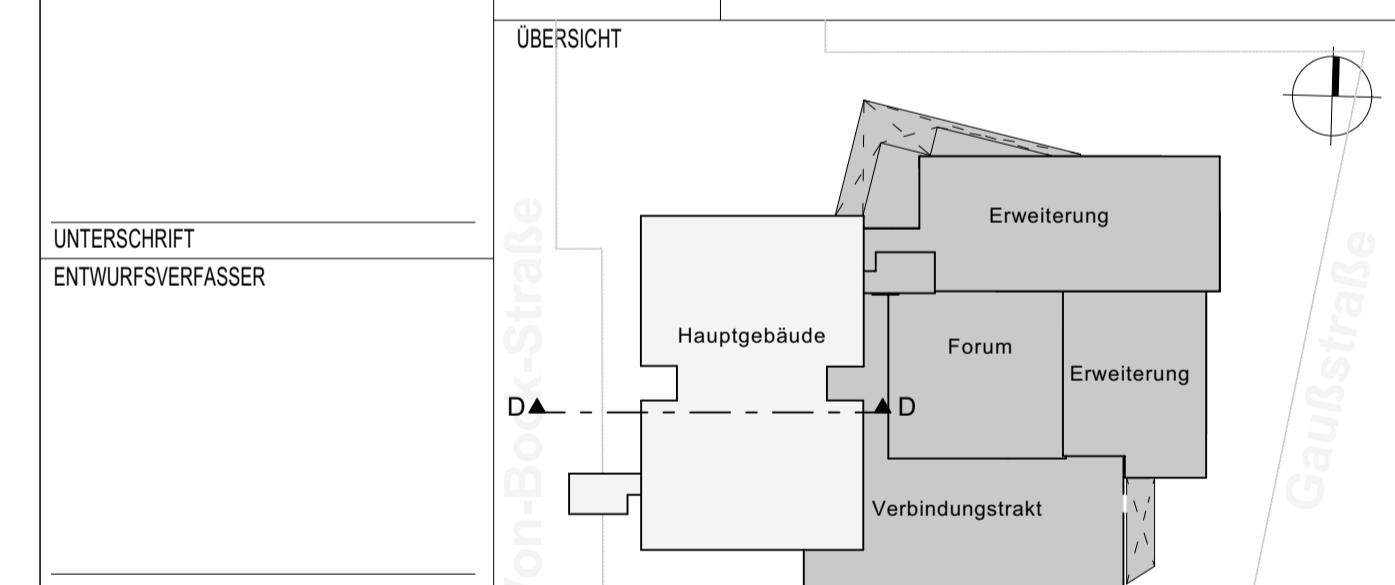 ÜBERSICHT
UNTERSCHRIFT
ENTWURFSVERFASSER
Erweiterung
Hauptgebäude
Forum
Erweiterung
D
D
Verbindungstrakt
Von-Bock-Straße
Gaußstraße